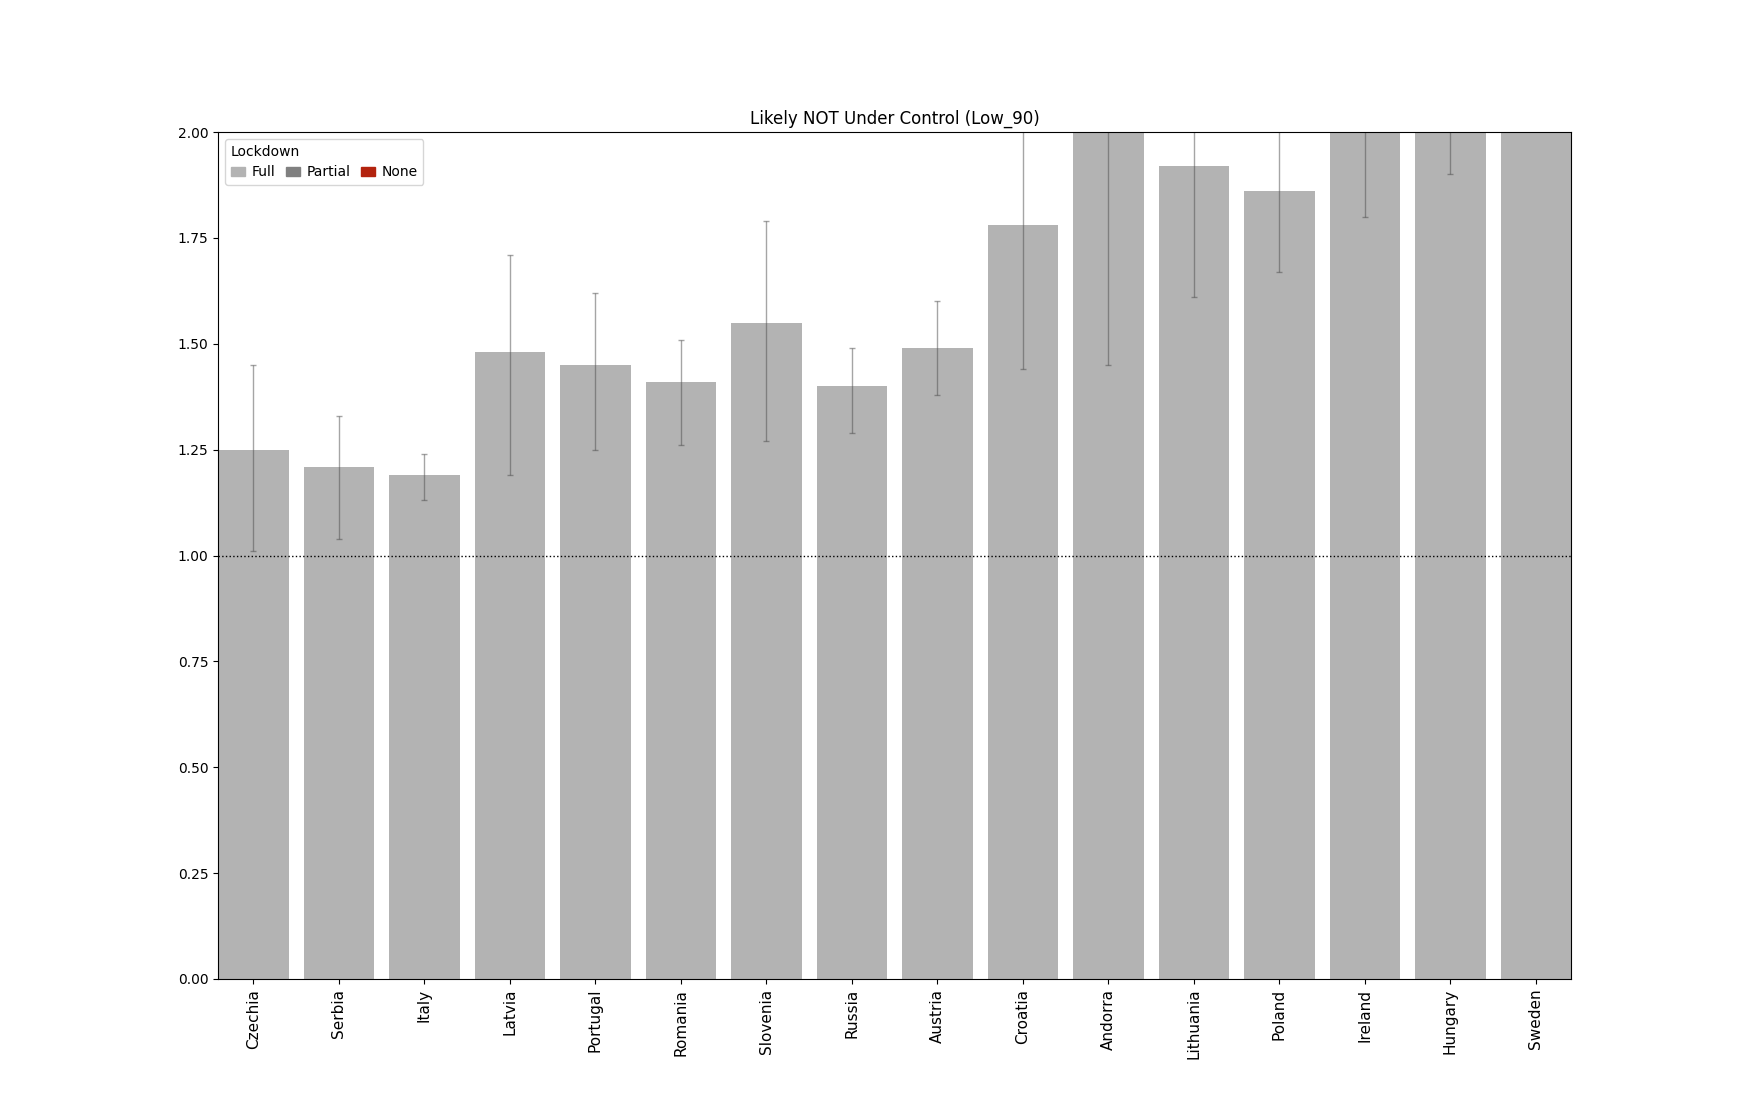 Likely NOT Under Control (Low_90)
Lockdown
Full Partial None
2.00
1.75
1.50
1.25
1.00
0.75
0.50
0.25
0.00
Czechia
Serbia
Italy
Latvia
Portugal
Romania
Slovenia
Russia
Austria
Croatia
Andorra
Lithuania
Poland
Ireland
Hungary
Sweden